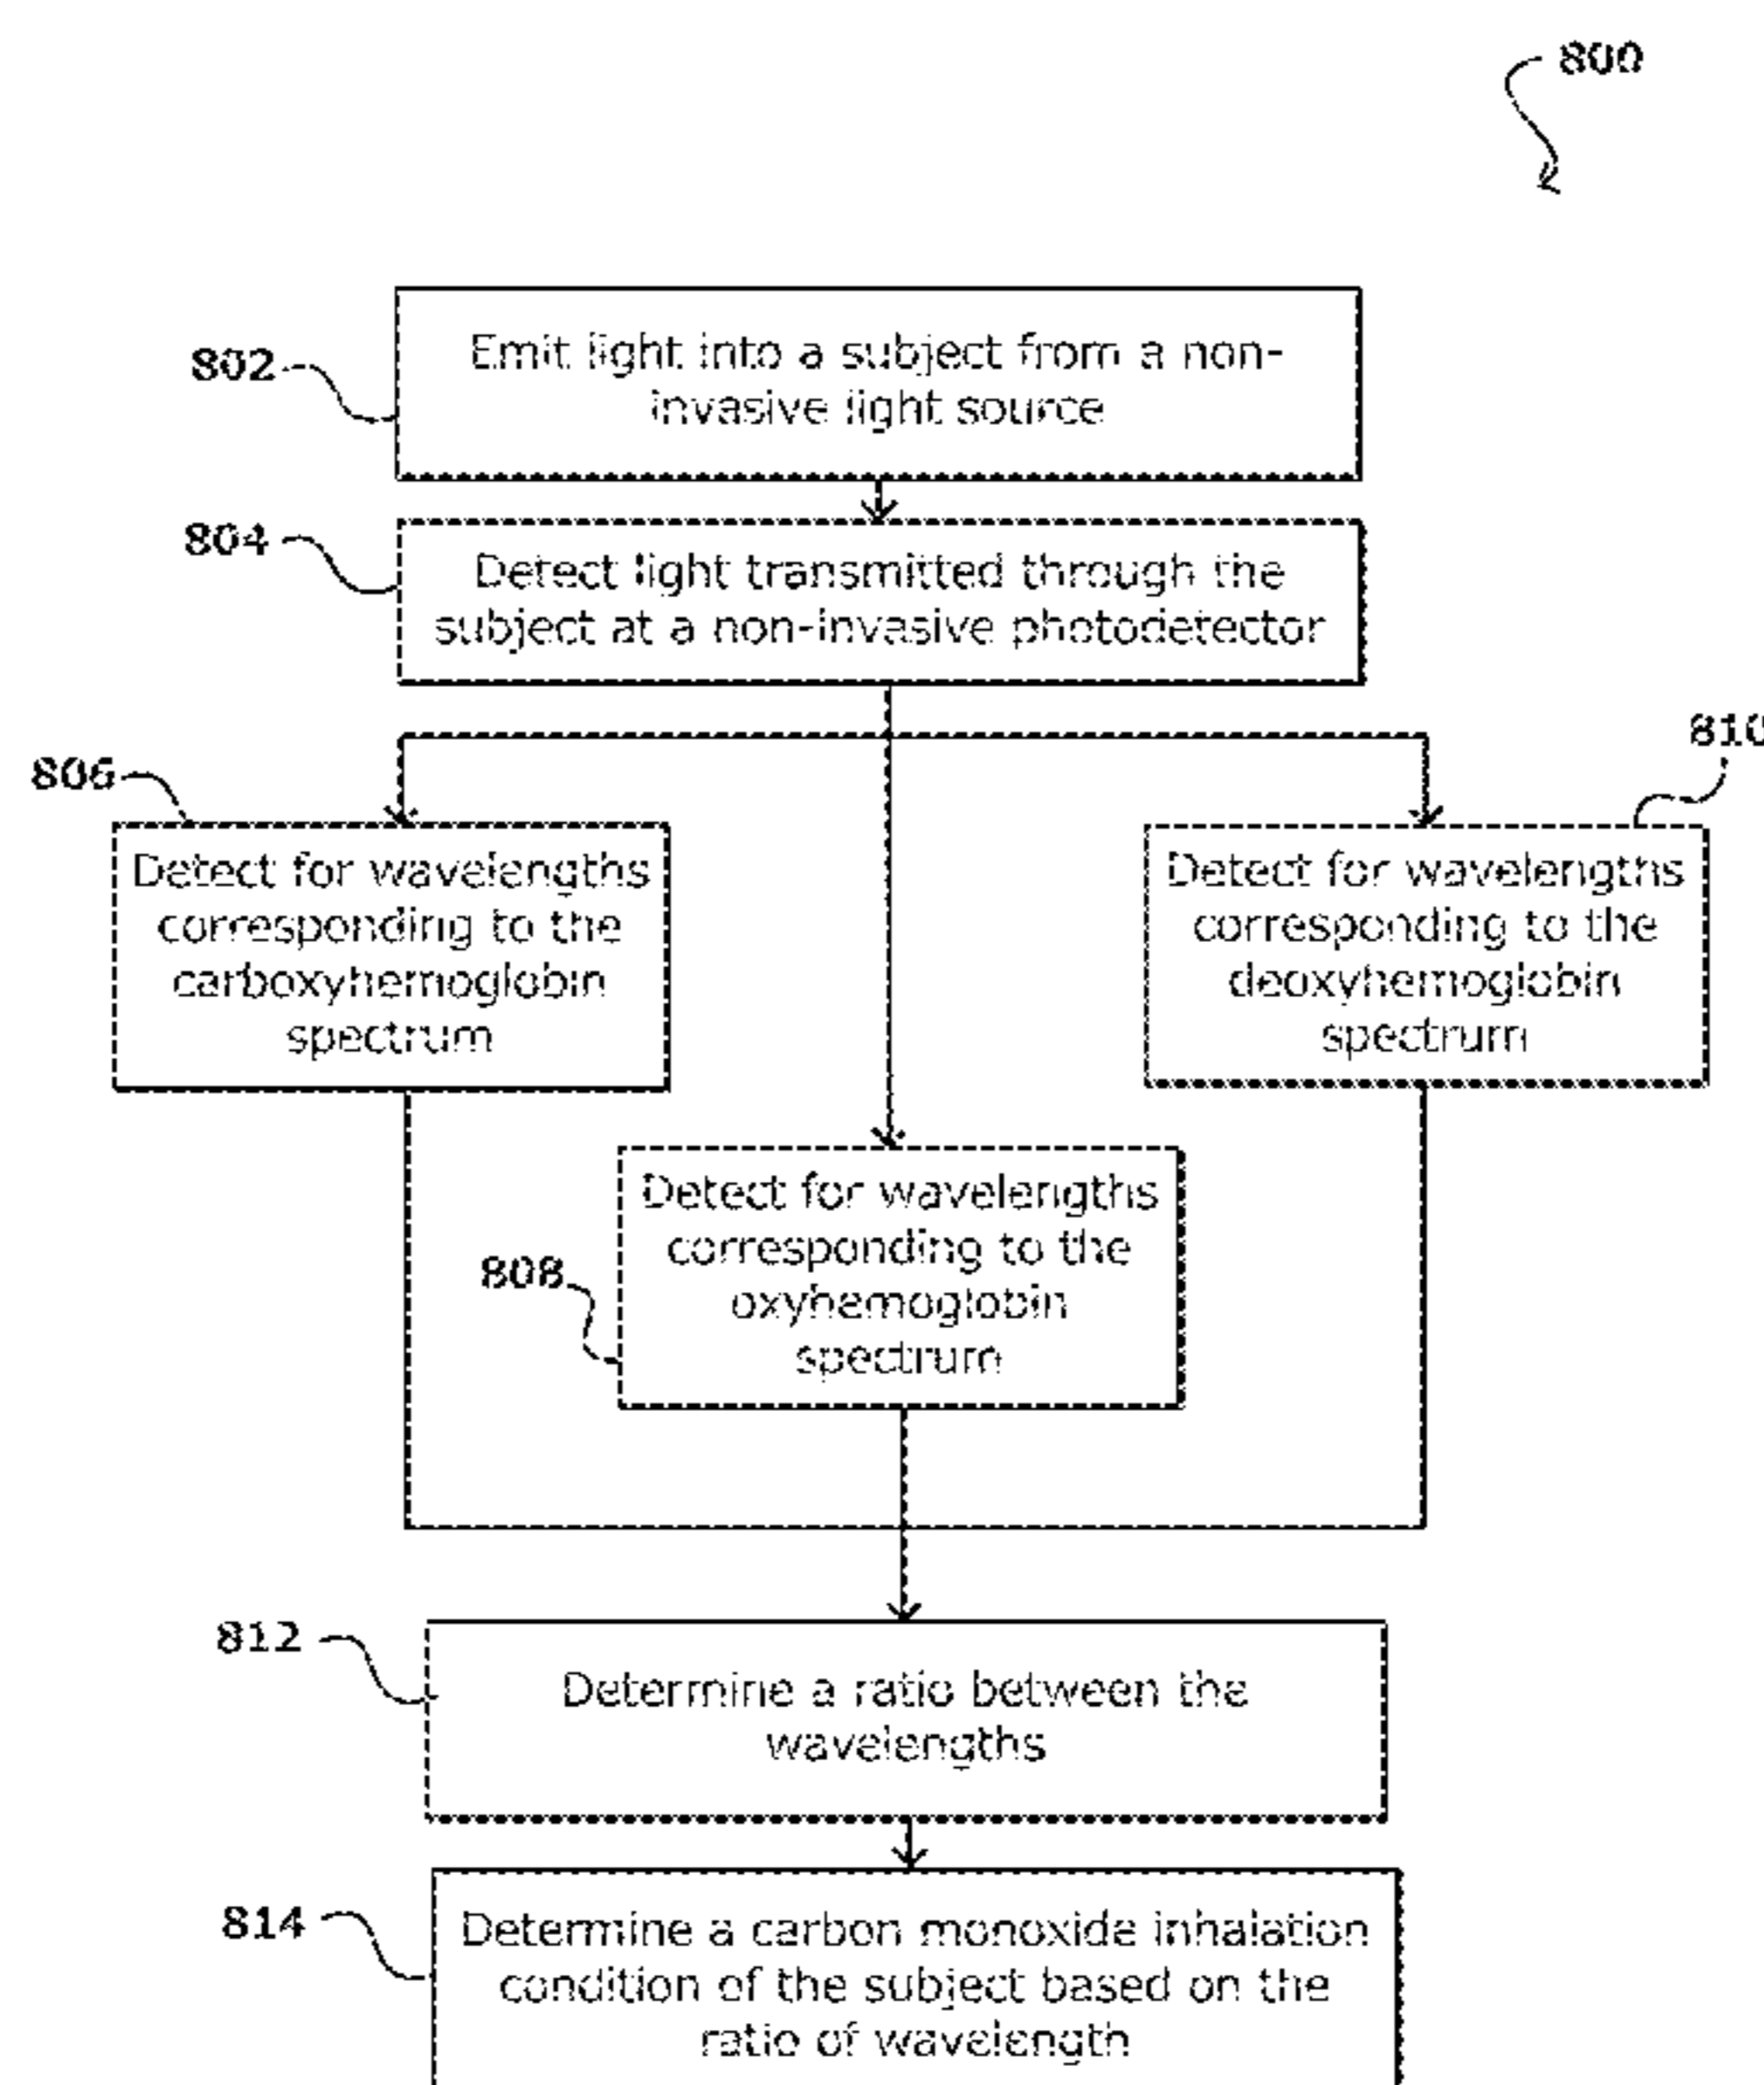 800
802
Emit light into a subject from a non-
invasive light source
804
Detect light transmitted through the
subject at a non-invasive photodetector
806
810
Detect for wavelengths
corresponding to the
carboxyhemoglobin
spectrum
Detect for wavelengths
corresponding to the
deoxyhemoglobin
spectrum
808
Detect for wavelengths
corresponding to the
oxyhemoglobin
spectrum
812
Determine a ratio between the
wavelengths
814
Determine a carbon monoxide inhalation
condition of the subject based on the
ratio of wavelength